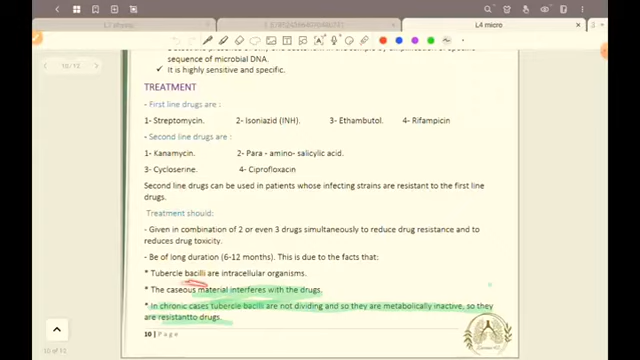 L7 sheets
L4 micro
10 / 13
sequence of microbial DNA.
✓ It is highly sensitive and specific.
TREATMENT
- First line drugs are :
1- Streptomycin. 2- Isoniazid (INH). 3- Ethambutol. 4- Rifampicin
- Second line drugs are :
1- Kanamycin. 2- Para - amino- salicylic acid.
3- Cycloserine. 4- Ciprofloxacin
Second line drugs can be used in patients whose infecting strains are resistant to the first line
drugs.
Treatment should:
- Given in combination of 2 or even 3 drugs simultaneously to reduce drug resistance and to
reduces drug toxicity.
- Be of long duration (6-12 months). This is due to the facts that:
* Tubercle bacilli are intracellular organisms.
* The caseous material interferes with the drugs.
* In chronic cases tubercle bacilli are not dividing and so they are metabolically inactive, so they
are resistantto drugs.
10 | P a g e